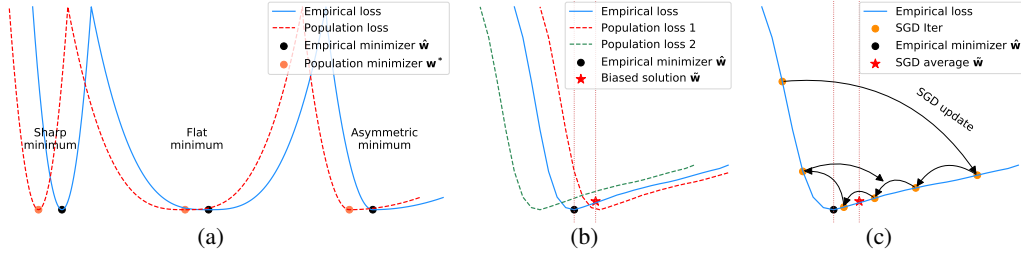 Empirical loss
Population loss
Empirical minimizer ŵ
Population minimizer w*
Sharp
minimum
Flat
minimum
Asymmetric
minimum
(a)
Empirical loss
Population loss 1
Population loss 2
Empirical minimizer ŵ
Biased solution w̃
(b)
Empirical loss
SGD Iter
Empirical minimizer ŵ
SGD average w̃
SGD update
(c)